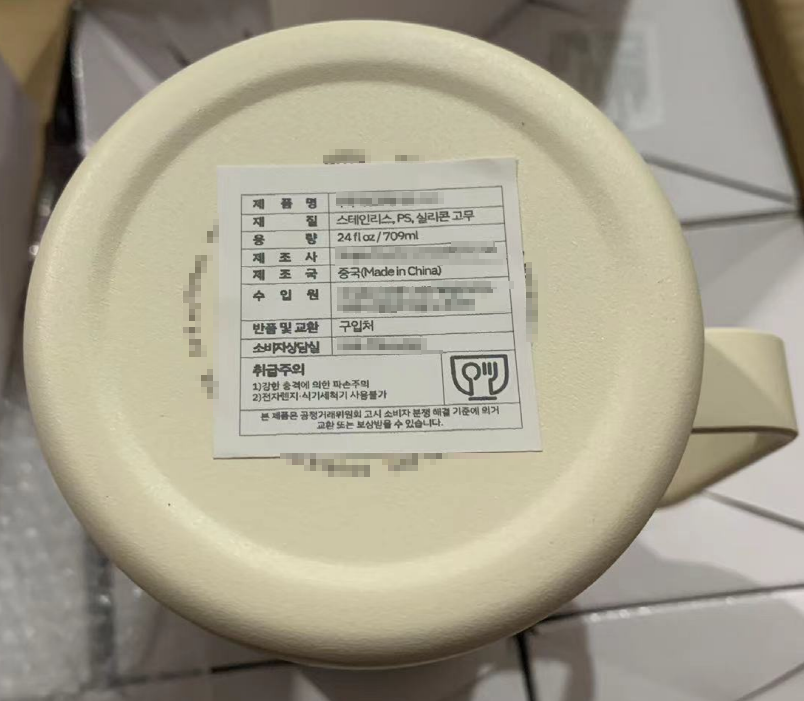 제 품 명
재 질 스테인리스, PS, 실리콘 고무
용 량 24 fl oz / 709ml
제 조 사
제 조 국 중국(Made in China)
수 입 원
반품 및 교환 구입처
소비자상담실
취급주의
1)강한 충격에 의한 파손주의
2)전자렌지·식기세척기 사용불가
본 제품은 공정거래위원회 고시 소비자 분쟁 해결 기준에 의거
교환 또는 보상받을 수 있습니다.